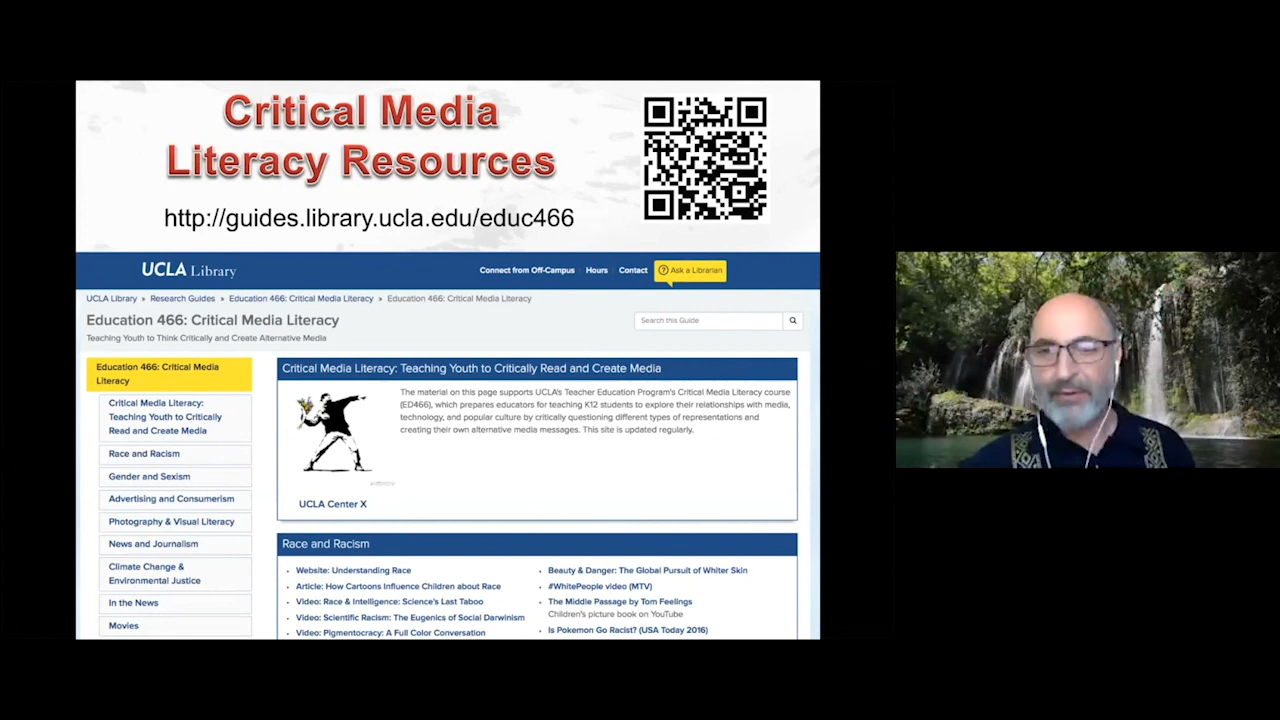 Critical Media
Literacy Resources
http://guides.library.ucla.edu/educ466
UCLA Library
Connect from Off-Campus
Hours
Contact
? Ask a Librarian
UCLA Library » Research Guides » Education 466: Critical Media Literacy » Education 466: Critical Media Literacy
Education 466: Critical Media Literacy
Search this Guide
Teaching Youth to Think Critically and Create Alternative Media
Education 466: Critical Media
Literacy
Critical Media Literacy:
Teaching Youth to Critically
Read and Create Media
Race and Racism
Gender and Sexism
Advertising and Consumerism
Photography & Visual Literacy
News and Journalism
Climate Change &
Environmental Justice
In the News
Movies
Critical Media Literacy: Teaching Youth to Critically Read and Create Media
The material on this page supports UCLA's Teacher Education Program's Critical Media Literacy course
(ED466), which prepares educators for teaching K12 students to explore their relationships with media,
technology, and popular culture by critically questioning different types of representations and
creating their own alternative media messages. This site is updated regularly.
UCLA Center X
Race and Racism
• Website: Understanding Race
• Article: How Cartoons Influence Children about Race
• Video: Race & Intelligence: Science's Last Taboo
• Video: Scientific Racism: The Eugenics of Social Darwinism
• Video: Pigmentocracy: A Full Color Conversation
• Beauty & Danger: The Global Pursuit of Whiter Skin
• #WhitePeople video (MTV)
• The Middle Passage by Tom Feelings
Children's picture book on YouTube
• Is Pokemon Go Racist? (USA Today 2016)